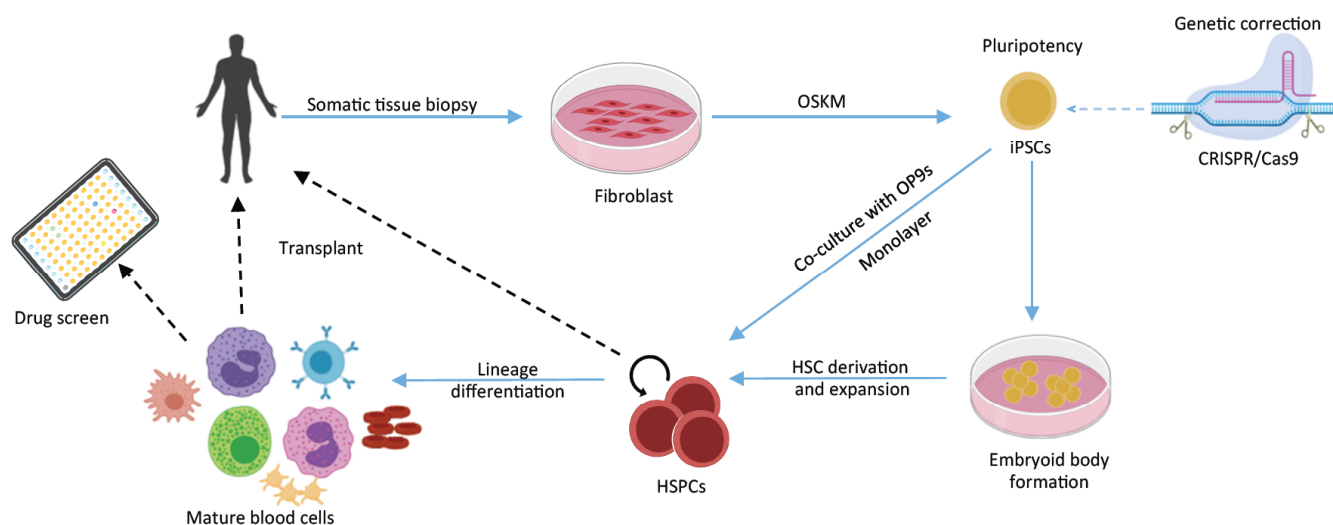 Genetic correction
Pluripotency
Somatic tissue biopsy
OSKM
iPSCs
CRISPR/Cas9
Fibroblast
Co-culture with OP9s
Monolayer
Transplant
Drug screen
Lineage
differentiation
HSC derivation
and expansion
HSPCs
Embryoid body
formation
Mature blood cells